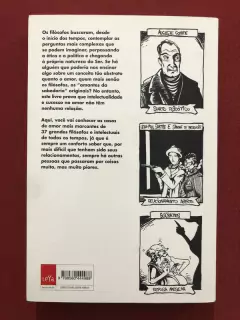 Os filósofos buscaram, desde
o início dos tempos, contemplar as
perguntas mais complexas que
se podem imaginar, perpassando
a ética e a política e chegando
à própria natureza do Ser. Se há
alguém que poderia nos ensinar
algo sobre um conceito tão abstrato
quanto o amor, quem mais
seriam os filósofos, os "amantes da
sabedoria" originais? No entanto,
este livro prova que intelectualidade
e sucesso no amor não têm
nenhuma relação.
Aqui, você vai conhecer os casos
de amor mais marcantes de
37 grandes filósofos e intelectuais
de todos os tempos, já que é
sempre um conforto saber que, por
mais difícil que tenham sido seus
relacionamentos, sempre há outras
pessoas que passaram por coisas
muito, mas muito piores.
AUGUSTE COMTE
SURTO PSICÓTICO
JEAN-PAUL SARTRE E SIMONE DE BEAUVOIR
RELACIONAMENTO ABERTO
SÓCRATES
ESPOSA MEGERA
leYa